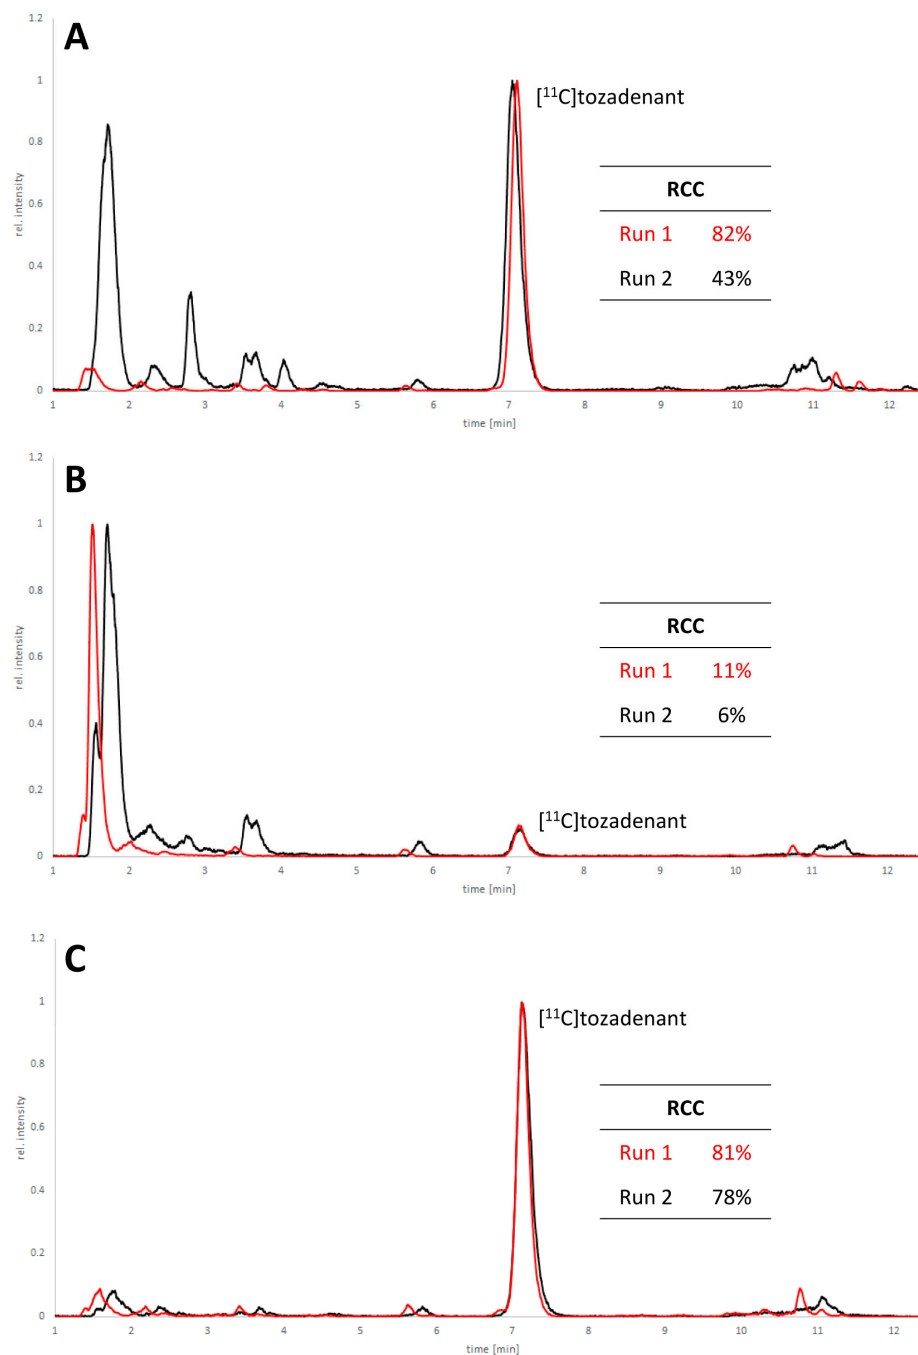 A
1.2
1
0.8
0.6
0.4
0.2
0
rel. intensity
[¹¹C]tozadenant
RCC
Run 1 82%
Run 2 43%
1 2 3 4 5 6 7 8 9 10 11 12
time [min]
B
1.2
1
0.8
0.6
0.4
0.2
0
rel. intensity
RCC
Run 1 11%
Run 2 6%
[¹¹C]tozadenant
1 2 3 4 5 6 7 8 9 10 11 12
time [min]
C
1.2
1
0.8
0.6
0.4
0.2
0
rel. intensity
[¹¹C]tozadenant
RCC
Run 1 81%
Run 2 78%
1 2 3 4 5 6 7 8 9 10 11 12
time [min]